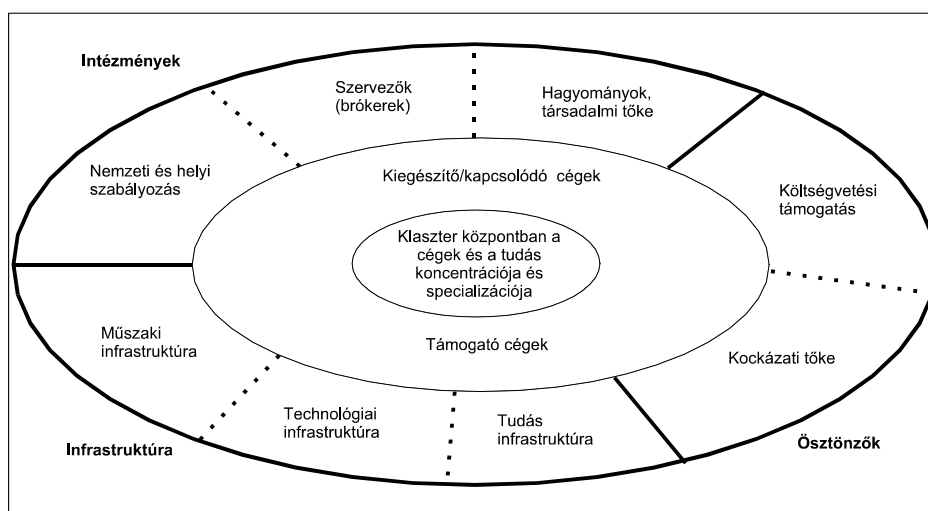 Intézmények
Szervezők
(brókerek)
Hagyományok,
társadalmi tőke
Nemzeti és helyi
szabályozás
Kiegészítő/kapcsolódó cégek
Költségvetési
támogatás
Klaszter központban a
cégek és a tudás
koncentrációja és
specializációja
Műszaki
infrastruktúra
Támogató cégek
Kockázati tőke
Technológiai
infrastruktúra
Tudás
infrastruktúra
Infrastruktúra
Ösztönzők